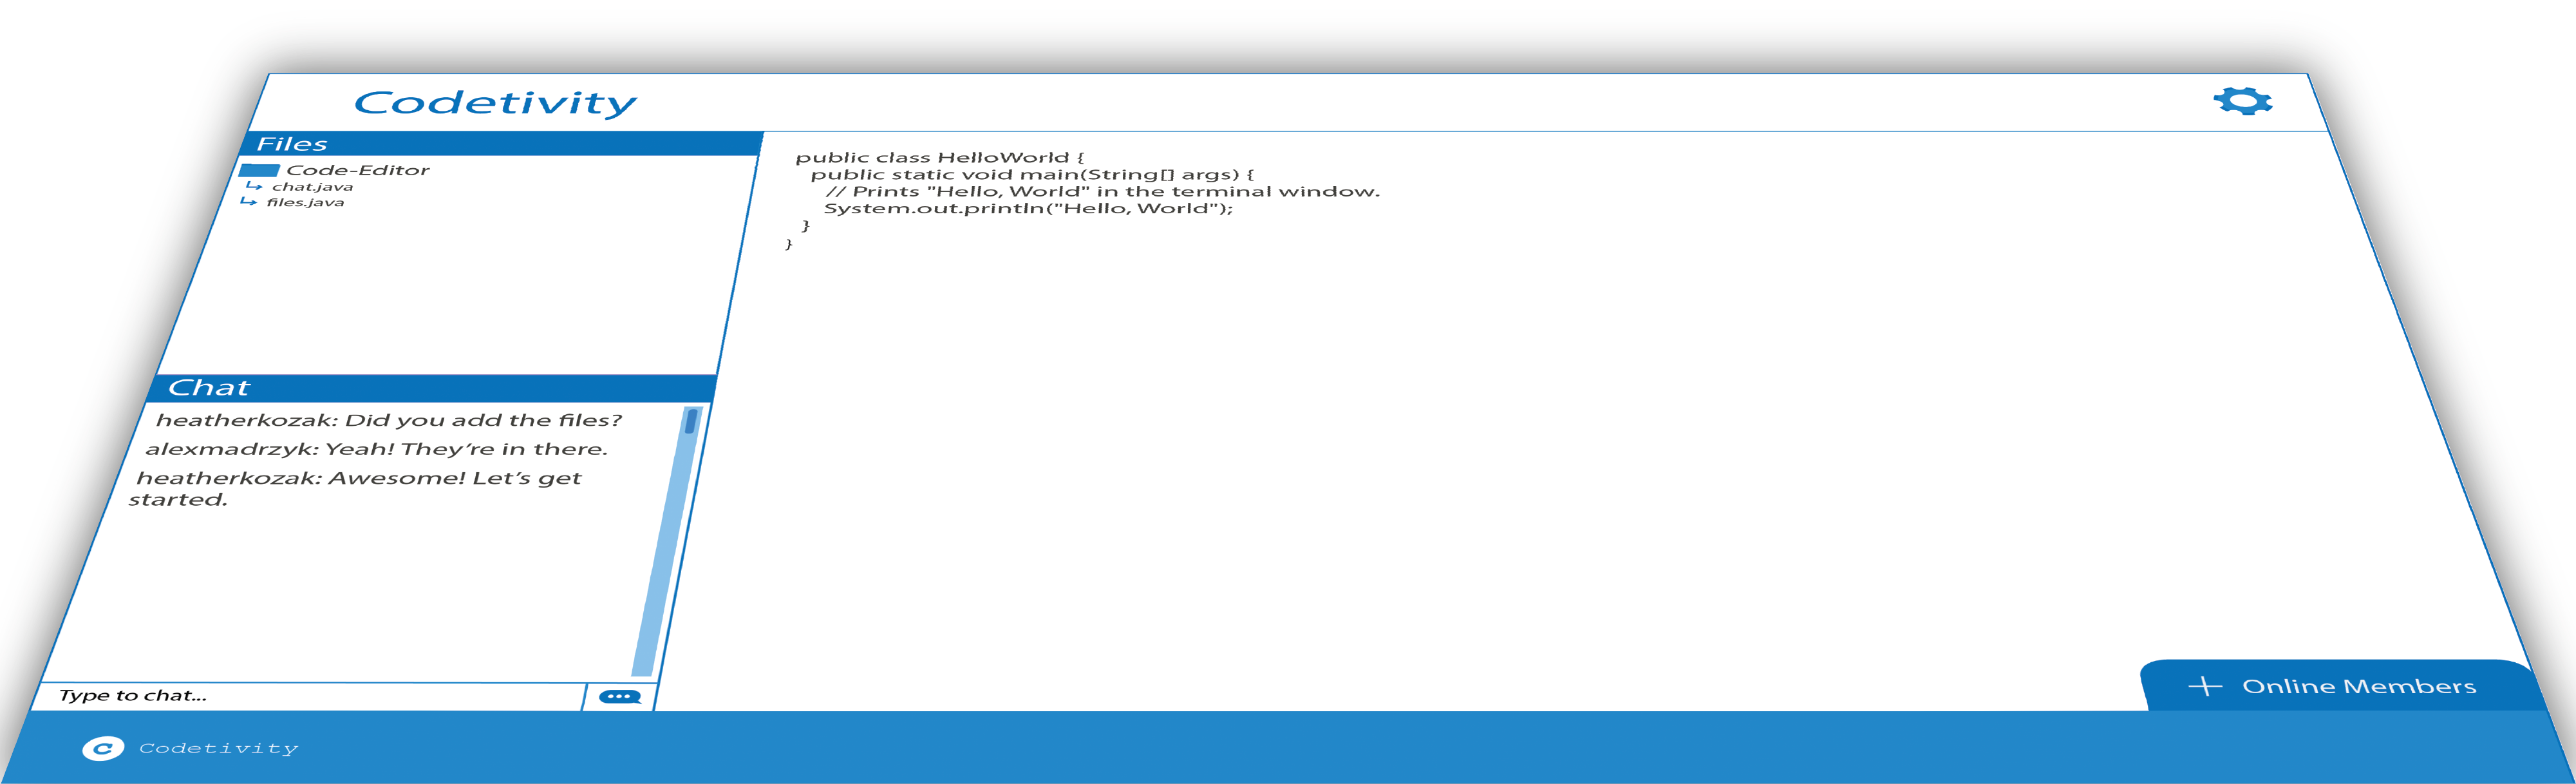 Codetivity
Files
Code-Editor
chat.java
files.java
public class HelloWorld {
public static void main(String[] args) {
// Prints "Hello, World" in the terminal window.
System.out.println("Hello, World");
}
}
Chat
heatherkozak: Did you add the files?
alexmadrzyk: Yeah! They’re in there.
heatherkozak: Awesome! Let’s get
started.
Type to chat...
Online Members
C Codetivity